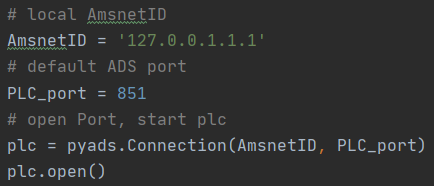 # local AmsnetID
AmsnetID = '127.0.0.1.1.1'
# default ADS port
PLC_port = 851
# open Port, start plc
plc = pyads.Connection(AmsnetID, PLC_port)
plc.open()